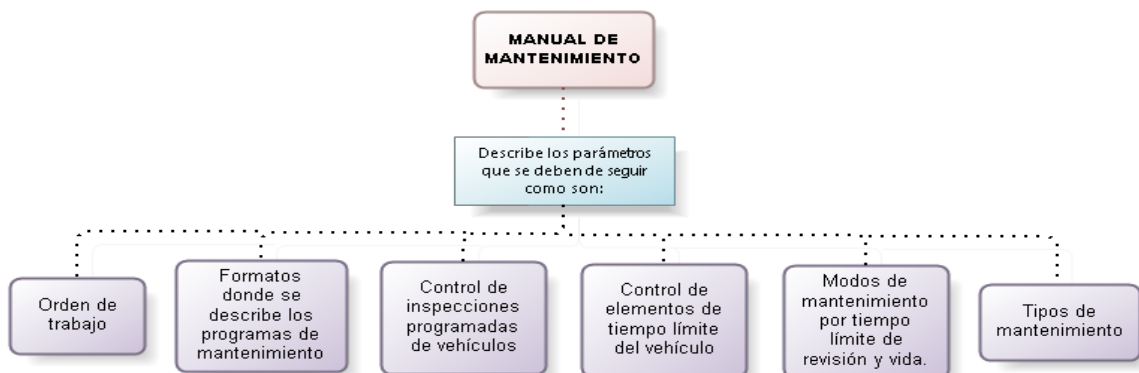 MANUAL DE
MANTENIMIENTO
Describe los parámetros
que se deben de seguir
como son:
Orden de
trabajo
Formatos
donde se
describe los
programas de
mantenimiento
Control de
inspecciones
programadas
de vehículos
Control de
elementos de
tiempo límite
del vehículo
Modos de
mantenimiento
por tiempo
límite de
revisión y vida.
Tipos de
mantenimiento